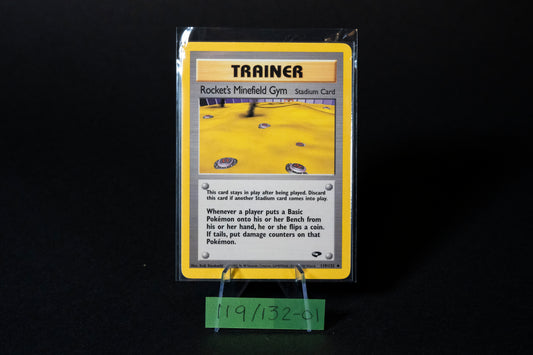 TRAINER
Rocket's Minefield Gym Stadium Card
This card stays in play after being played. Discard
this card if another Stadium card comes into play.
Whenever a player puts a Basic
Pokémon onto his or her Bench from
his or her hand, he or she flips a coin.
If tails, put damage counters on that
Pokémon.
119/132
119/132-01